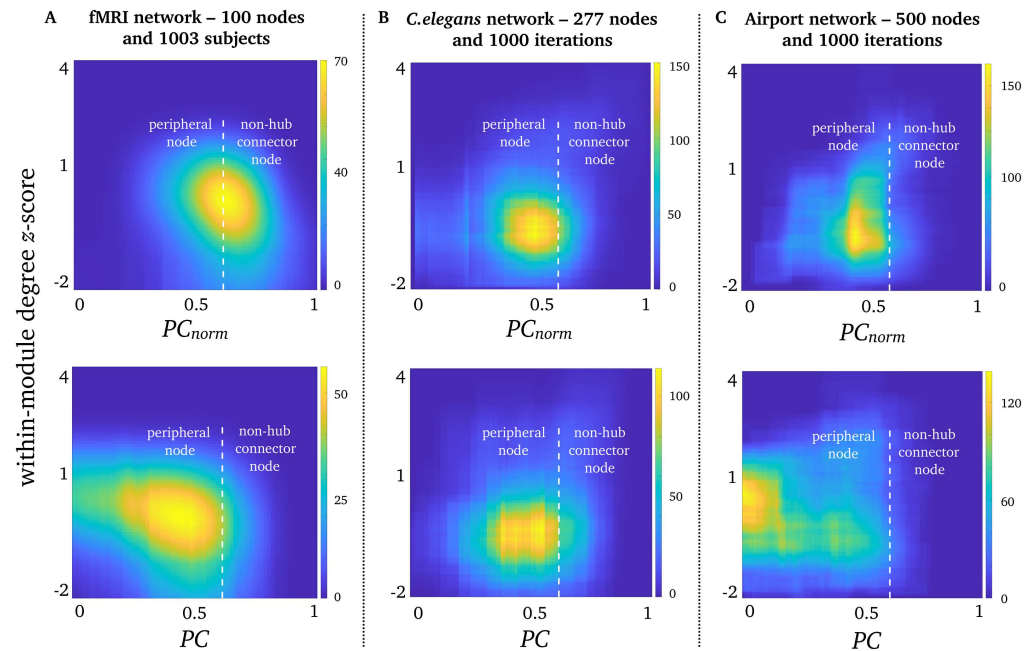 A
fMRI network – 100 nodes
and 1003 subjects
B
C.elegans network – 277 nodes
and 1000 iterations
C
Airport network – 500 nodes
and 1000 iterations
within-module degree z-score
4
1
-2
0
0.5
1
PCnorm
peripheral
node
non-hub
connector
node
70
40
0
4
1
-2
0
0.5
1
PCnorm
peripheral
node
non-hub
connector
node
150
100
50
0
4
1
-2
0
0.5
1
PCnorm
peripheral
node
non-hub
connector
node
150
100
0
4
1
-2
0
0.5
1
PC
peripheral
node
non-hub
connector
node
50
25
0
4
1
-2
0
0.5
1
PC
peripheral
node
non-hub
connector
node
100
50
0
4
1
-2
0
0.5
1
PC
peripheral
node
non-hub
connector
node
120
60
0